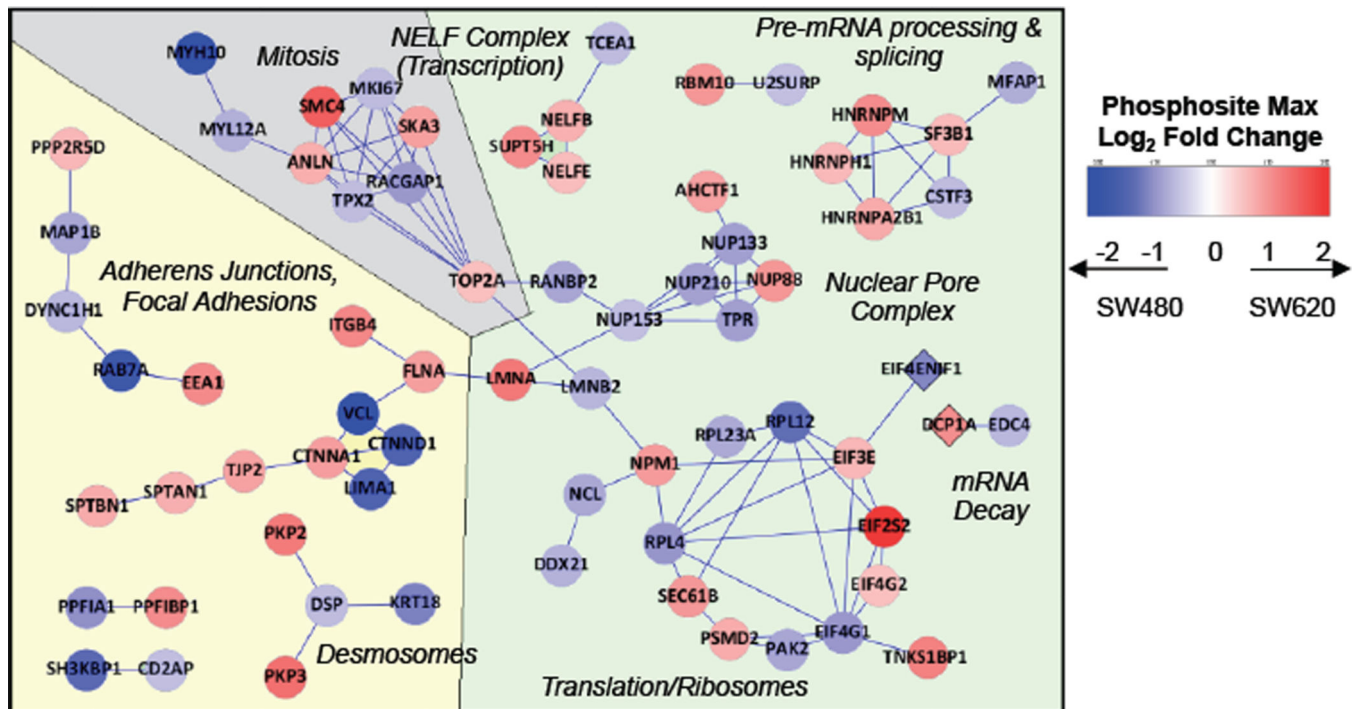 MYH10
Mitosis
NELF Complex
(Transcription)
TCEA1
Pre-mRNA processing &
splicing
MKI67
SMC4
SKA3
MYL12A
ANLN
RACGAP1
TPX2
TOP2A
NELFB
SUPT5H
NELFE
RBM10
U2SURP
MFAP1
HNRNPM
SF3B1
HNRNPH1
CSTF3
HNRNPA2B1
AHCTF1
NUP133
NUP210
NUP88
RANBP2
NUP153
TPR
Nuclear Pore
Complex
PPP2R5D
MAP1B
DYNC1H1
RAB7A
EEA1
Adherens Junctions,
Focal Adhesions
ITGB4
FLNA
LMNA
LMNB2
VCL
CTNND1
CTNNA1
LIMA1
TJP2
SPTAN1
SPTBN1
EIF4ENIF1
DCP1A
EDC4
mRNA
Decay
RPL12
RPL23A
EIF3E
NPM1
NCL
RPL4
DDX21
EIF2S2
EIF4G2
SEC61B
PSMD2
PAK2
EIF4G1
TNKS1BP1
Translation/Ribosomes
PKP2
DSP
KRT18
PKP3
Desmosomes
PPFIA1
PPFIBP1
SH3KBP1
CD2AP
Phosphosite Max
Log₂ Fold Change
-2 -1 0 1 2
SW480 SW620